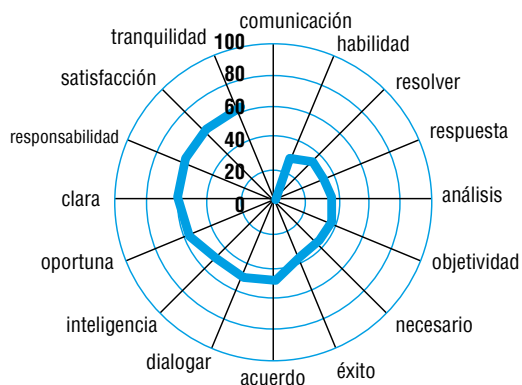 comunicación
habilidad
resolver
respuesta
análisis
objetividad
necesario
éxito
acuerdo
dialogar
inteligencia
oportuna
clara
responsabilidad
satisfacción
tranquilidad
100
80
60
40
20
0